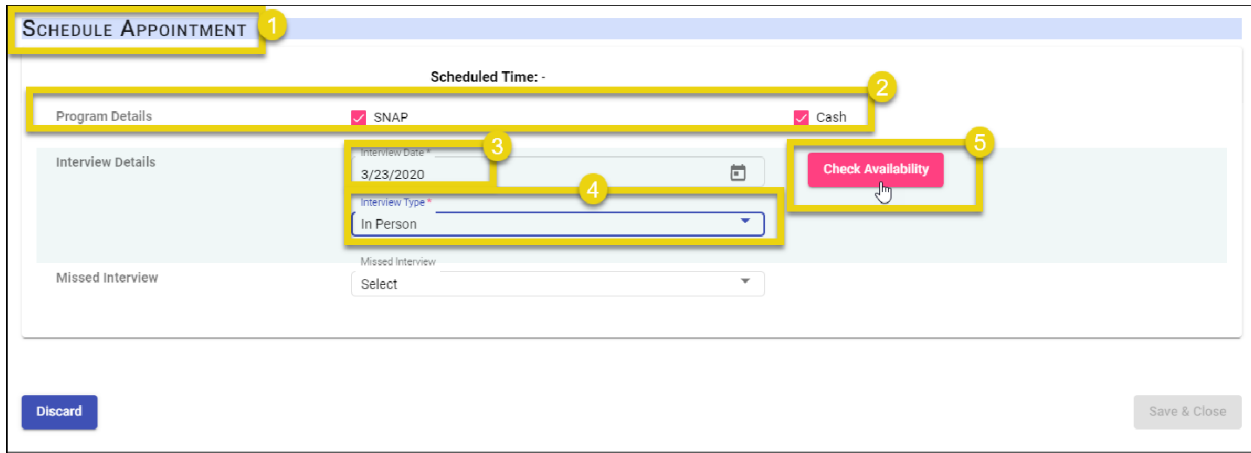 SCHEDULE APPOINTMENT 1
Scheduled Time: -
2
Program Details SNAP Cash
3 5
Interview Details Interview Date * Check Availability
3/23/2020
4
Interview Type *
In Person
Missed Interview
Missed Interview
Select
Discard Save & Close